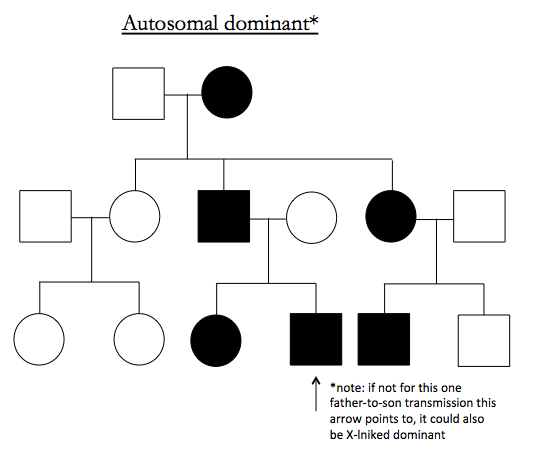 Autosomal dominant*
*note: if not for this one
father-to-son transmission this
arrow points to, it could also
be X-lniked dominant